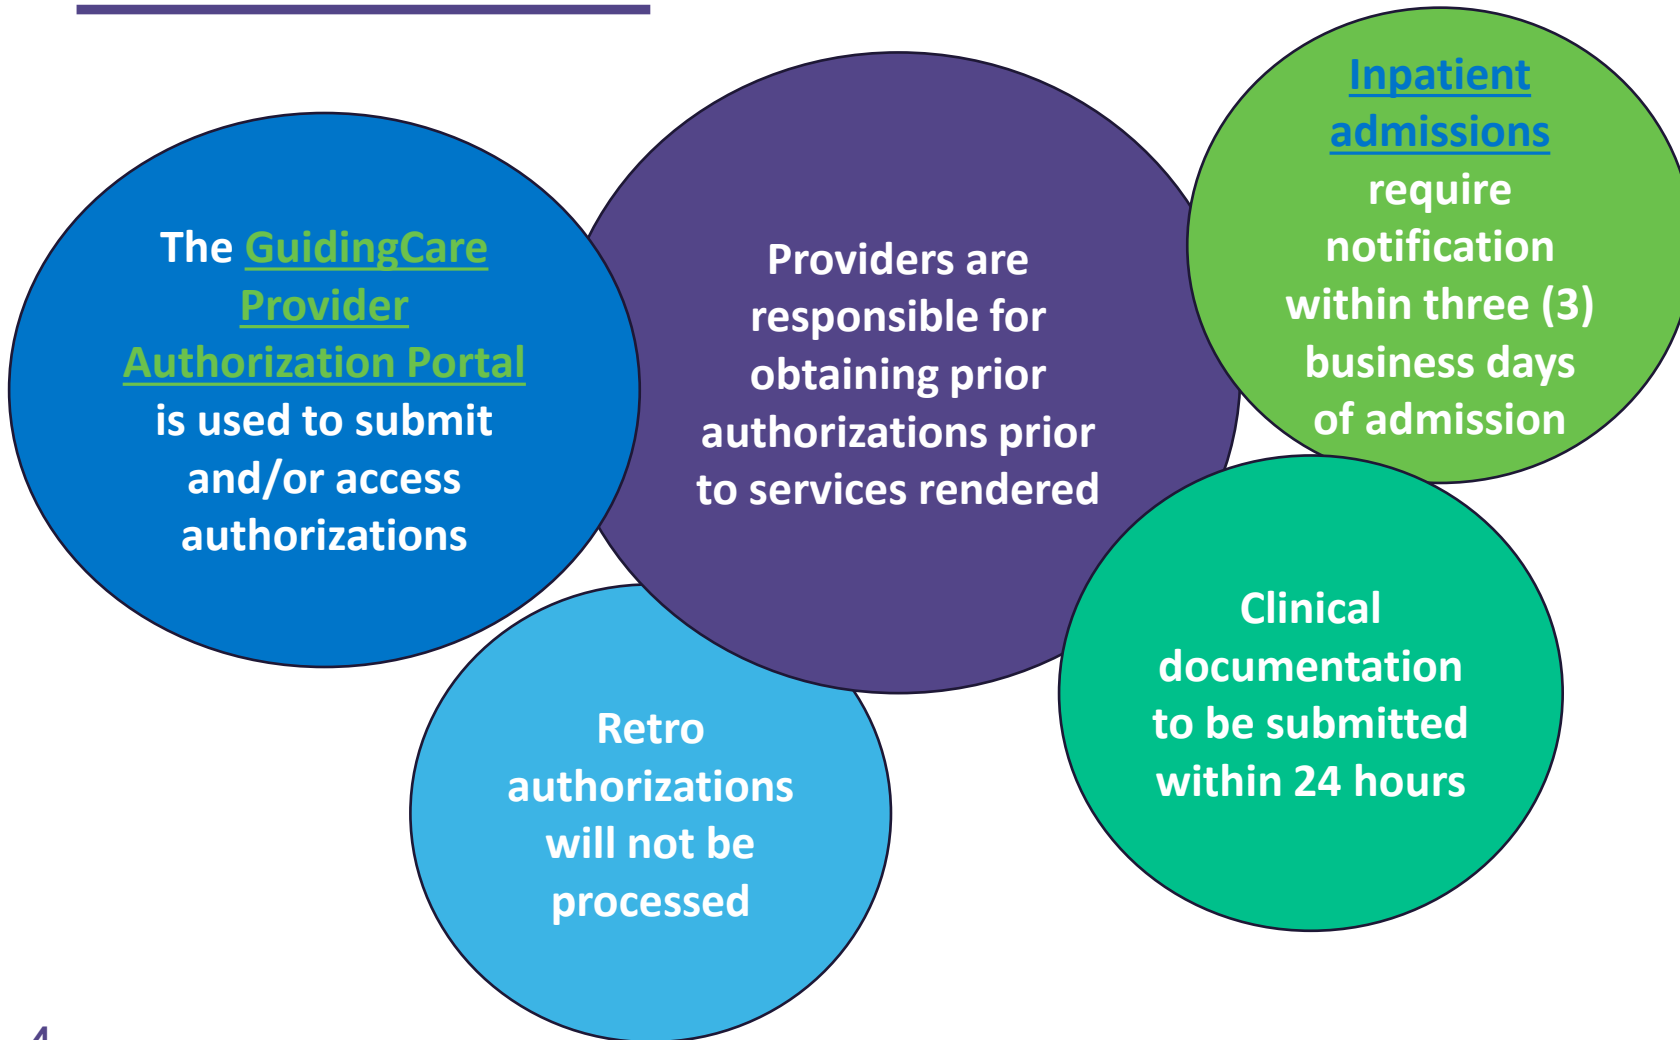 The GuidingCare
Provider
Authorization Portal
is used to submit
and/or access
authorizations
Providers are
responsible for
obtaining prior
authorizations prior
to services rendered
Inpatient
admissions
require
notification
within three (3)
business days
of admission
Retro
authorizations
will not be
processed
Clinical
documentation
to be submitted
within 24 hours
4